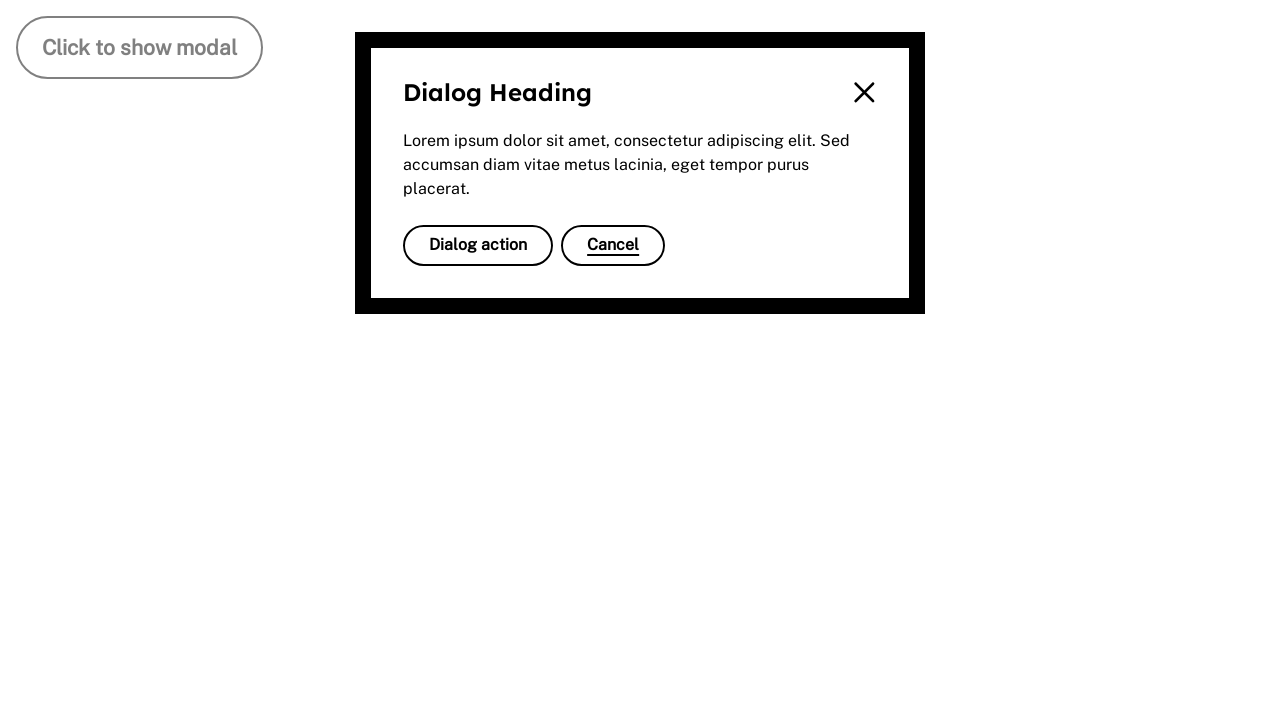 Click to show modal
Dialog Heading
Lorem ipsum dolor sit amet, consectetur adipiscing elit. Sed
accumsan diam vitae metus lacinia, eget tempor purus
placerat.
Dialog action
Cancel